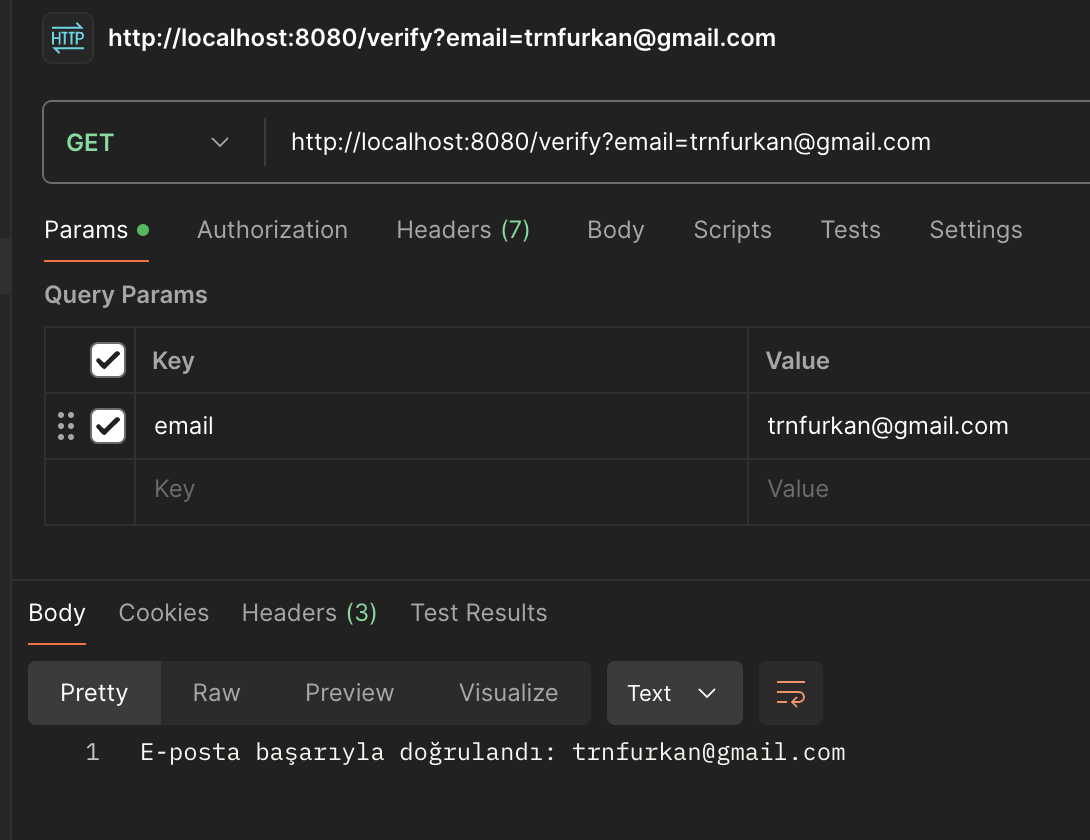 HTTP http://localhost:8080/verify?email=trnfurkan@gmail.com
GET http://localhost:8080/verify?email=trnfurkan@gmail.com
Params Authorization Headers (7) Body Scripts Tests Settings
Query Params
Key Value
email trnfurkan@gmail.com
Key Value
Body Cookies Headers (3) Test Results
Pretty Raw Preview Visualize Text
1 E-posta başarıyla doğrulandı: trnfurkan@gmail.com